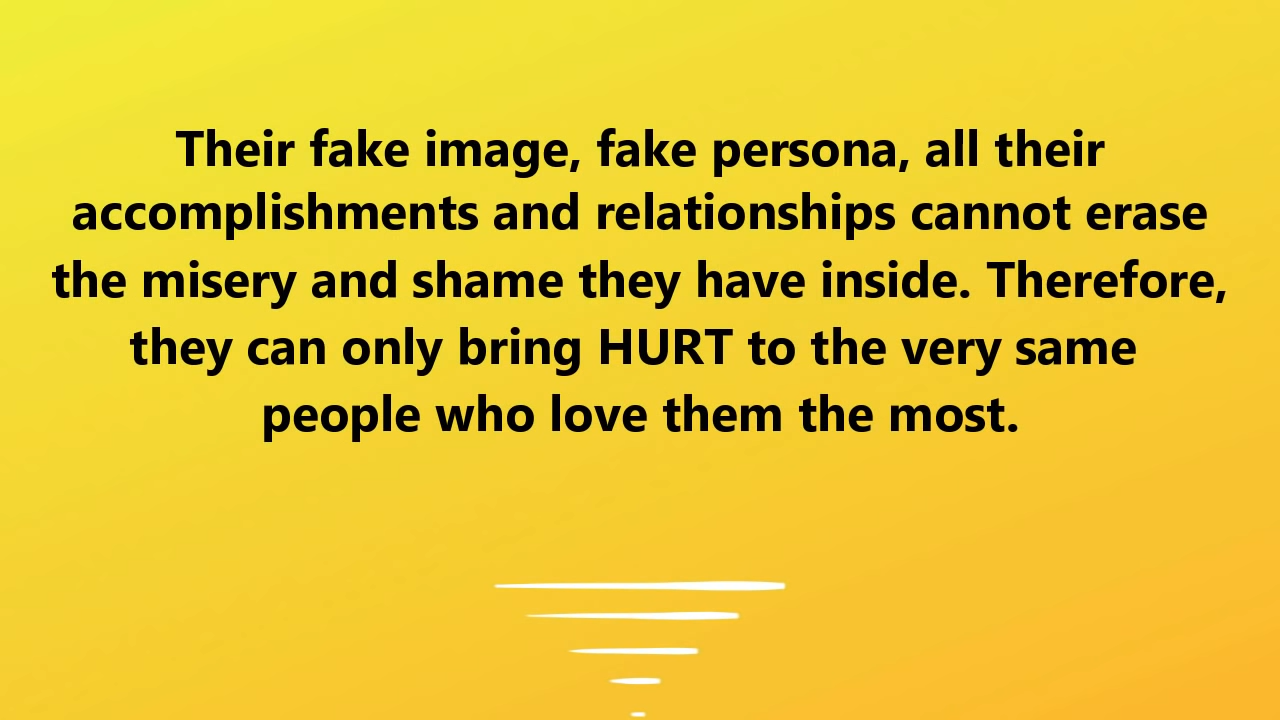 Their fake image, fake persona, all their
accomplishments and relationships cannot erase
the misery and shame they have inside. Therefore,
they can only bring HURT to the very same
people who love them the most.